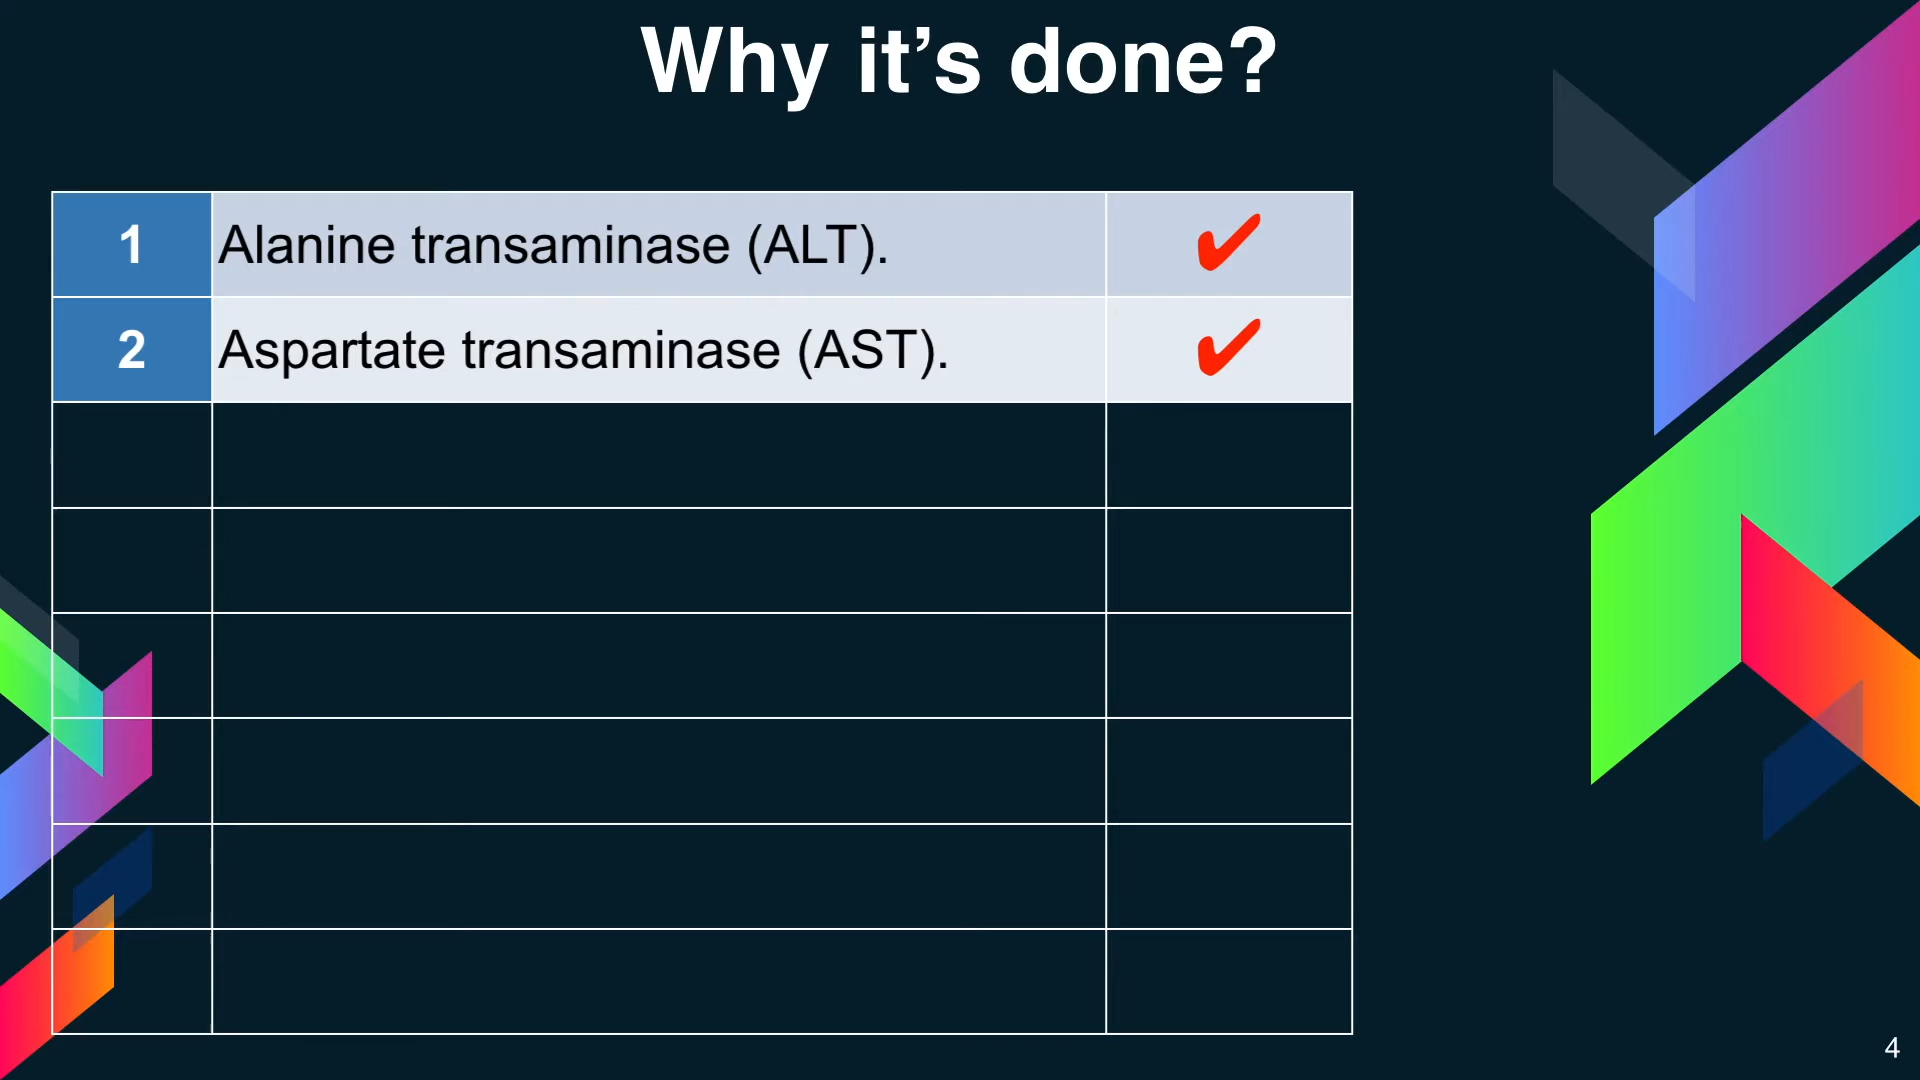 Why it’s done?
1 Alanine transaminase (ALT). ✔
2 Aspartate transaminase (AST). ✔
4